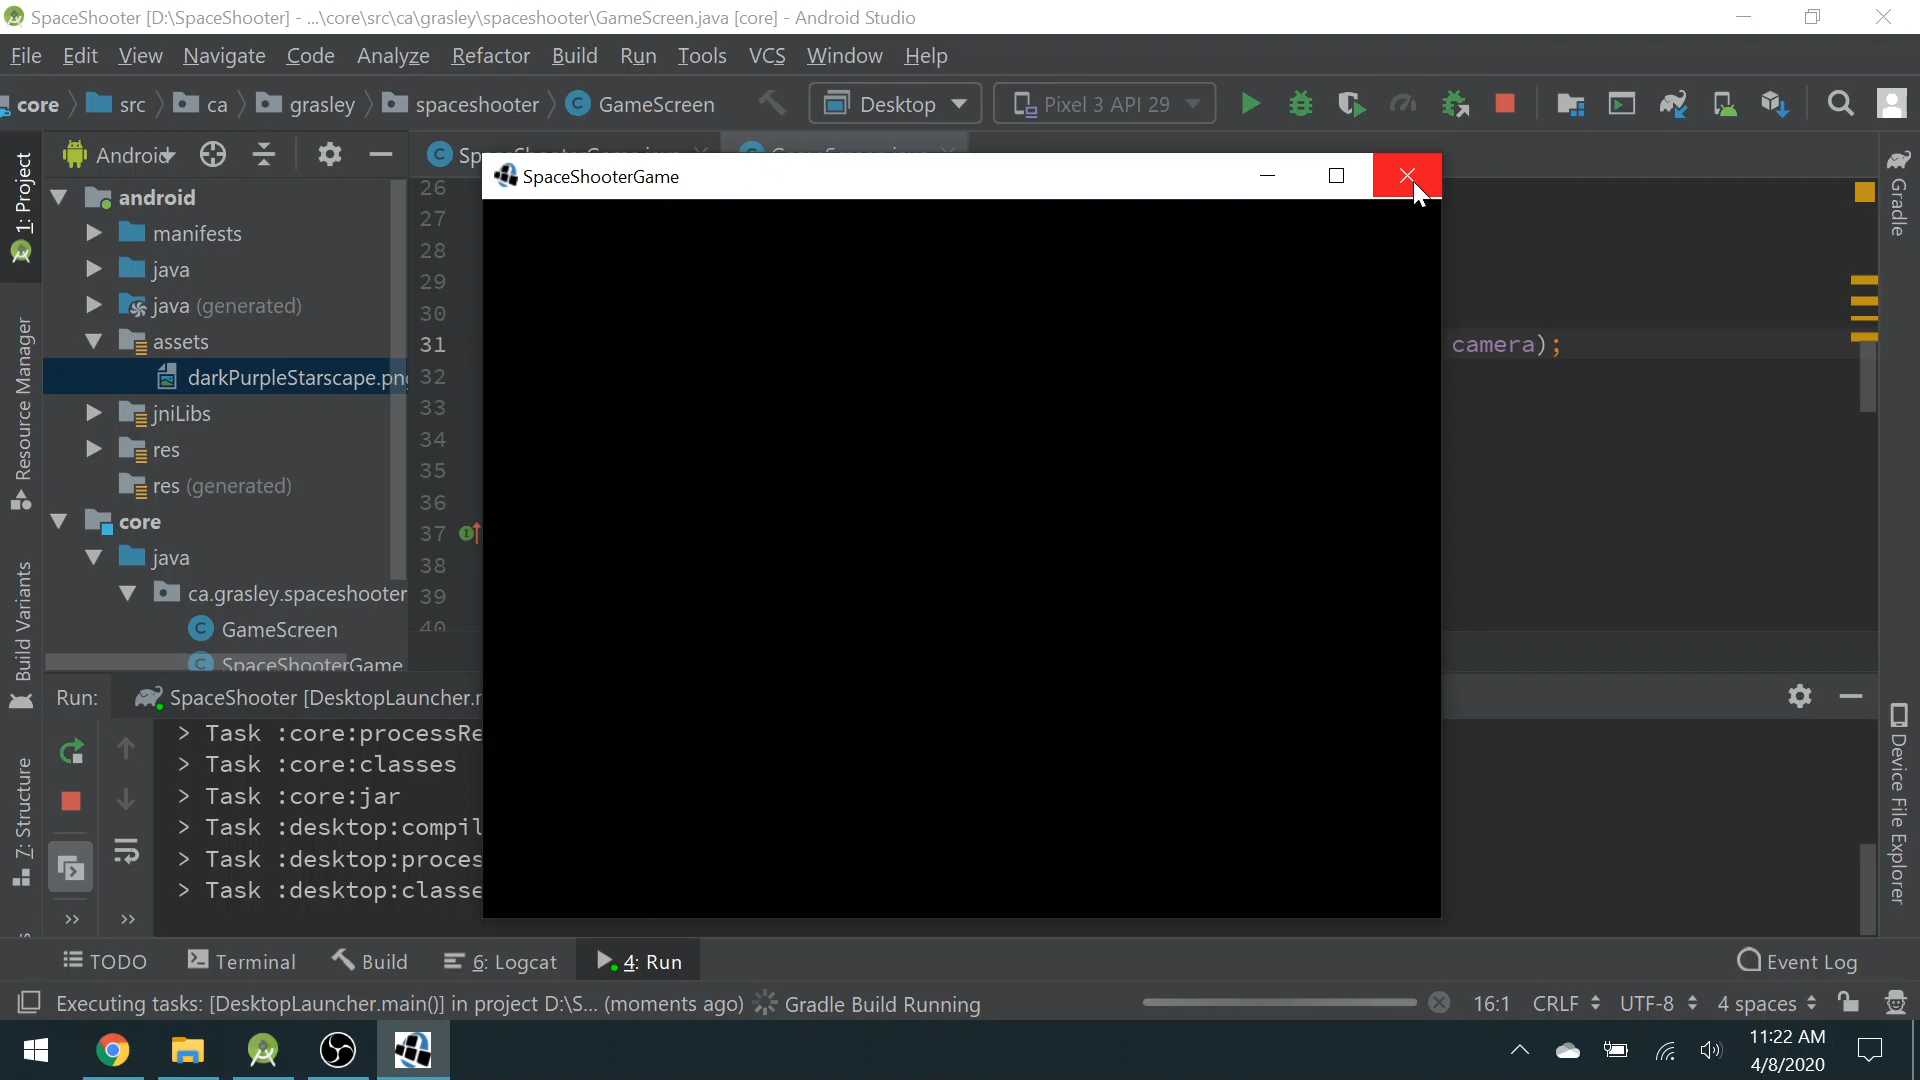 SpaceShooter [D:\SpaceShooter] - ...\core\src\ca\grasley\spaceshooter\GameScreen.java [core] - Android Studio
File Edit View Navigate Code Analyze Refactor Build Run Tools VCS Window Help
core src ca grasley spaceshooter GameScreen Desktop Pixel 3 API 29
Android
SpaceShooterGame
android
manifests
java
java (generated)
assets
darkPurpleStarscape.png
jniLibs
res
res (generated)
core
java
ca.grasley.spaceshooter
GameScreen
SpaceShooterGame
26
27
28
29
30
31
32
33
34
35
36
37
38
39
40
camera);
1: Project
Resource Manager
Build Variants
7: Structure
Gradle
Device File Explorer
Run: SpaceShooter [DesktopLauncher.r
> Task :core:processRe
> Task :core:classes
> Task :core:jar
> Task :desktop:compil
> Task :desktop:proces
> Task :desktop:classe
TODO Terminal Build 6: Logcat 4: Run Event Log
Executing tasks: [DesktopLauncher.main()] in project D:\S... (moments ago) Gradle Build Running 16:1 CRLF UTF-8 4 spaces
11:22 AM
4/8/2020